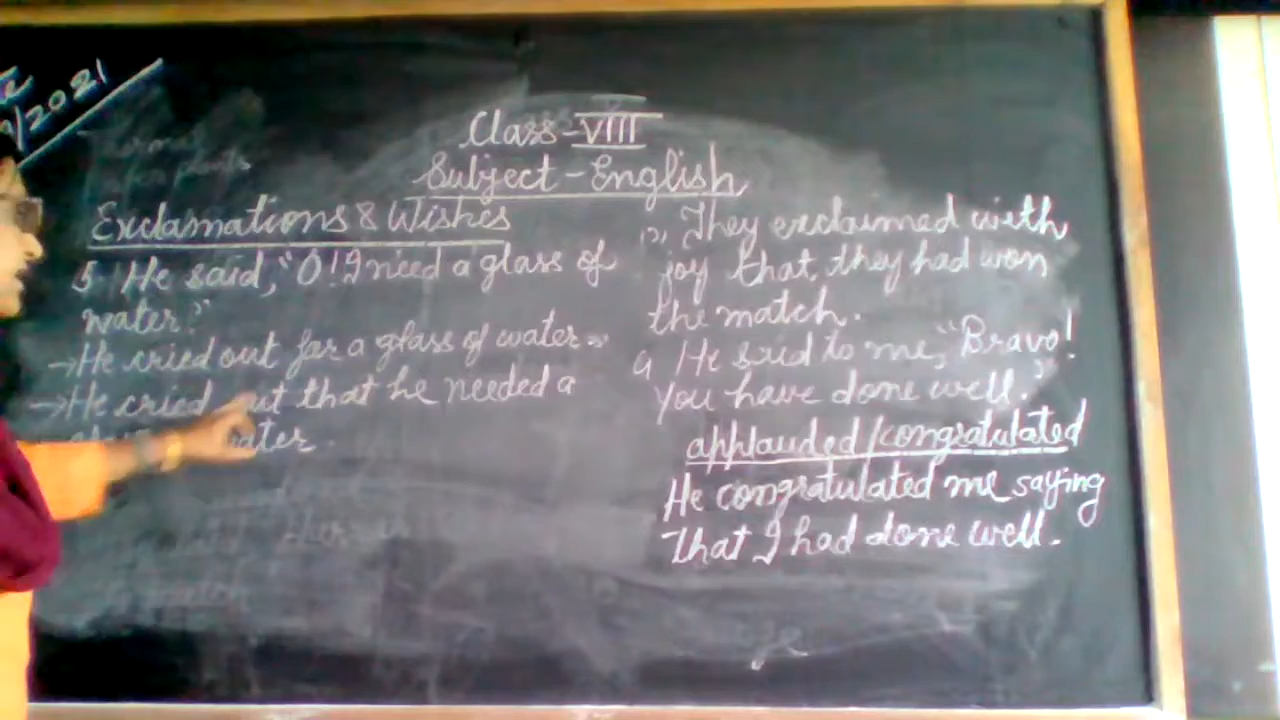 /2021
Class-VIII
Subject-English
Exclamations & Wishes
5 He said, "O! I need a glass of
water."
→He cried out for a glass of water.
→He cried out that he needed a
water.
They exclaimed with
joy that, they had won
the match.
He said to me, "Bravo!
You have done well."
applauded/congratulated
He congratulated me saying
that I had done well.